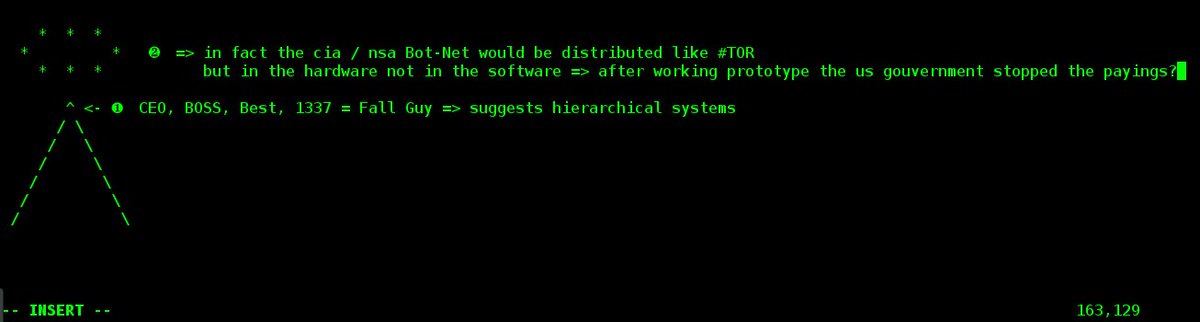 * * *
* * ❷ => in fact the cia / nsa Bot-Net would be distributed like #TOR
* * * but in the hardware not in the software => after working prototype the us gouvernment stopped the payings?
^ <- ❶ CEO, BOSS, Best, 1337 = Fall Guy => suggests hierarchical systems
/ \
/ \
/ \
/ \
/ \
/ \
-- INSERT -- 163,129